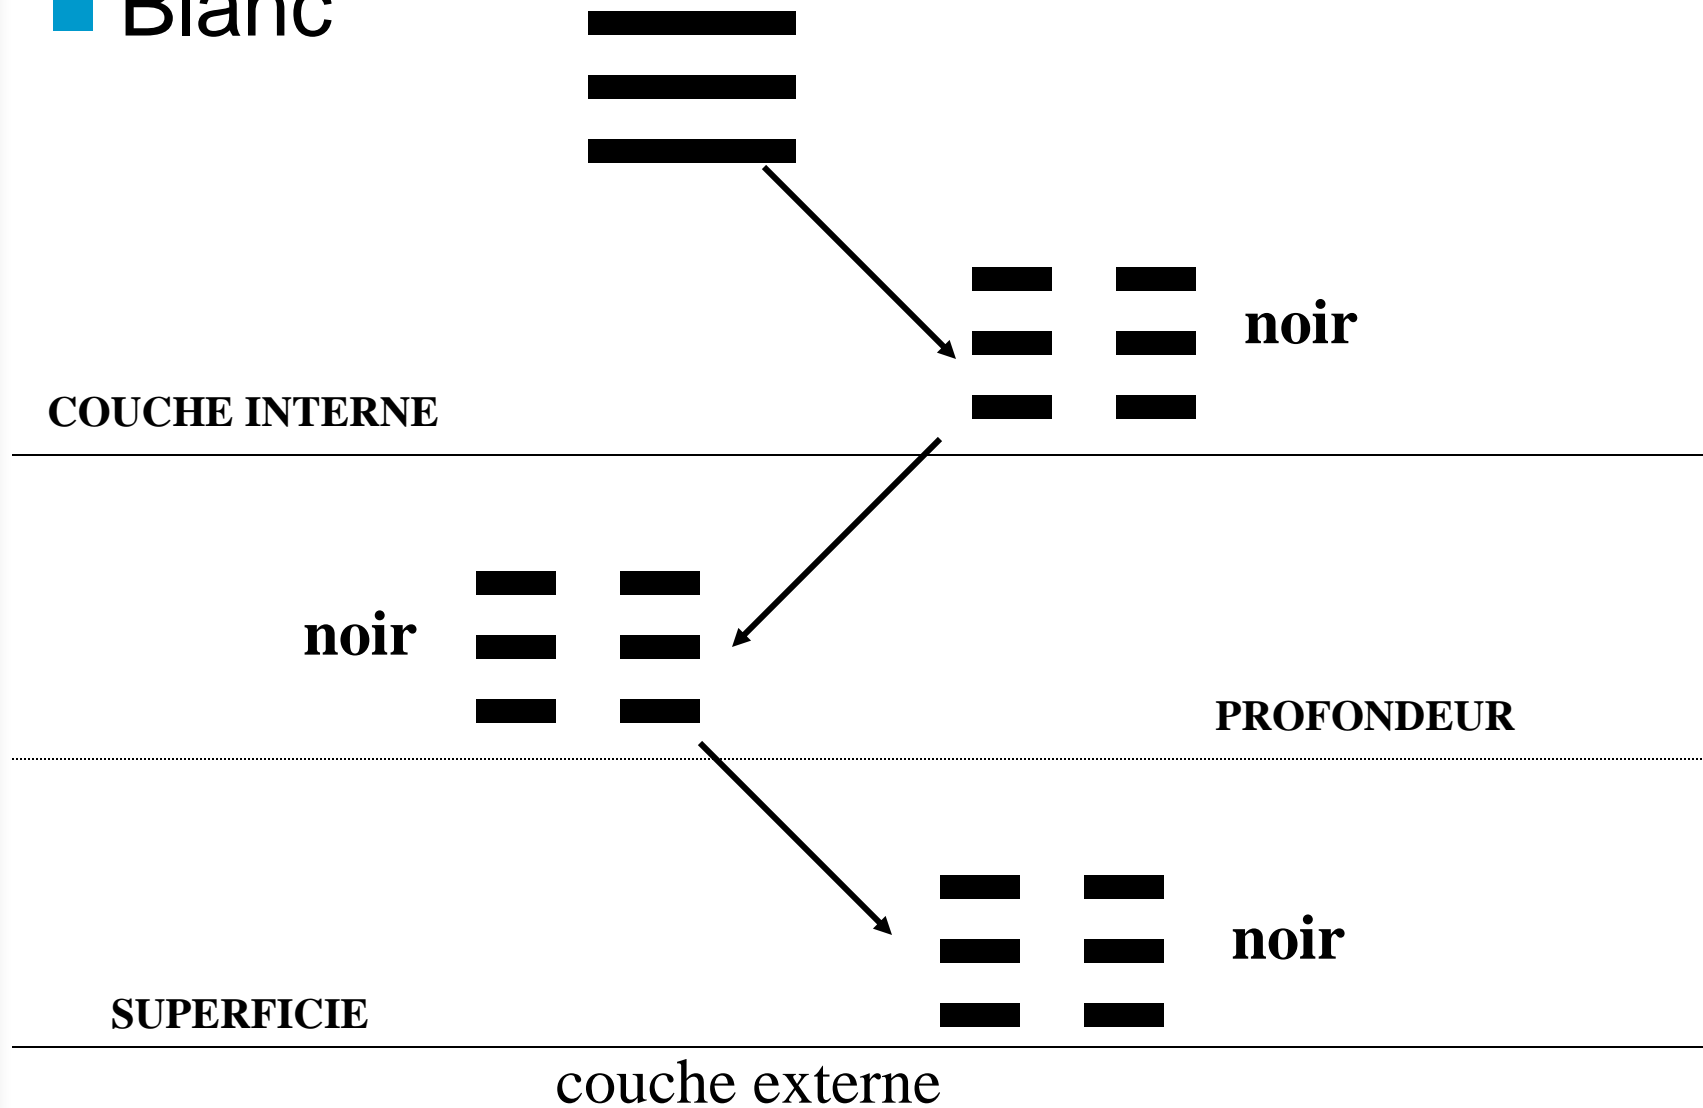 Blanc
noir
COUCHE INTERNE
noir
PROFONDEUR
noir
SUPERFICIE
couche externe